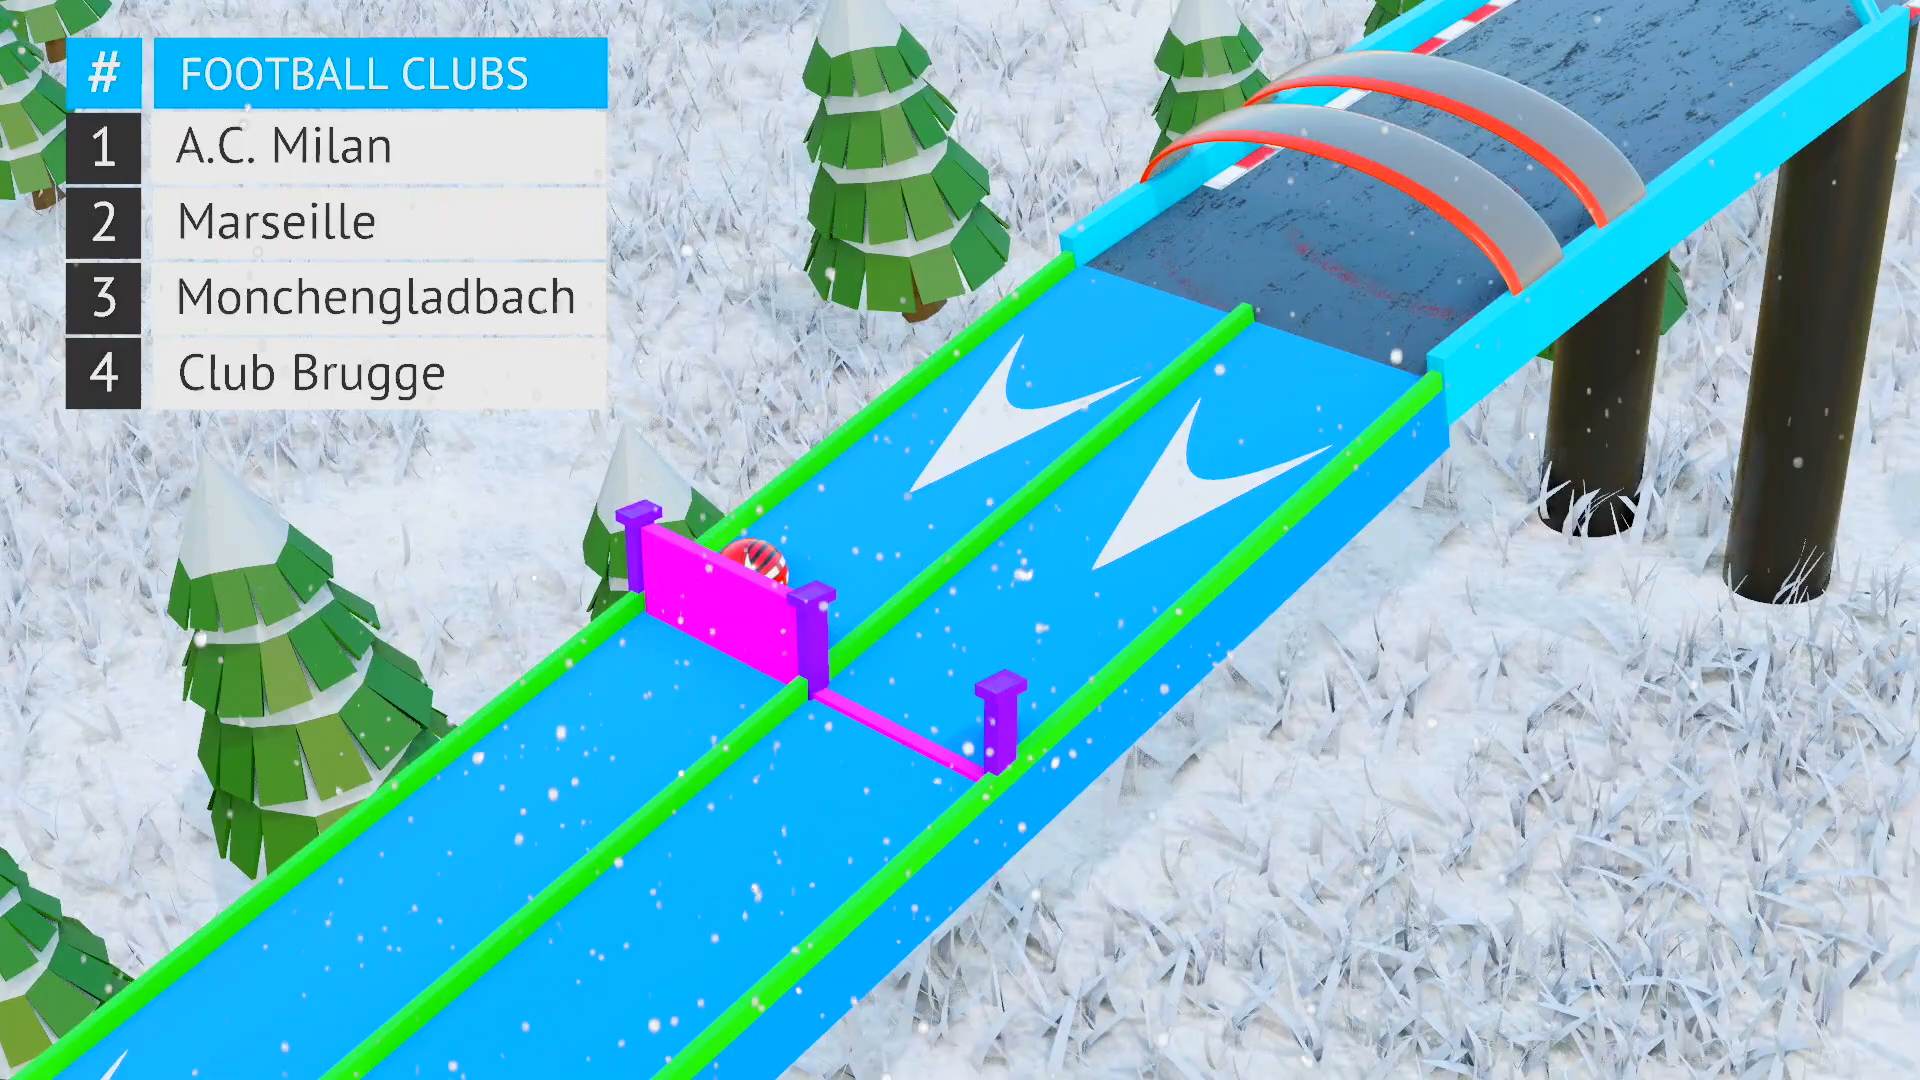 # FOOTBALL CLUBS
1 A.C. Milan
2 Marseille
3 Monchengladbach
4 Club Brugge